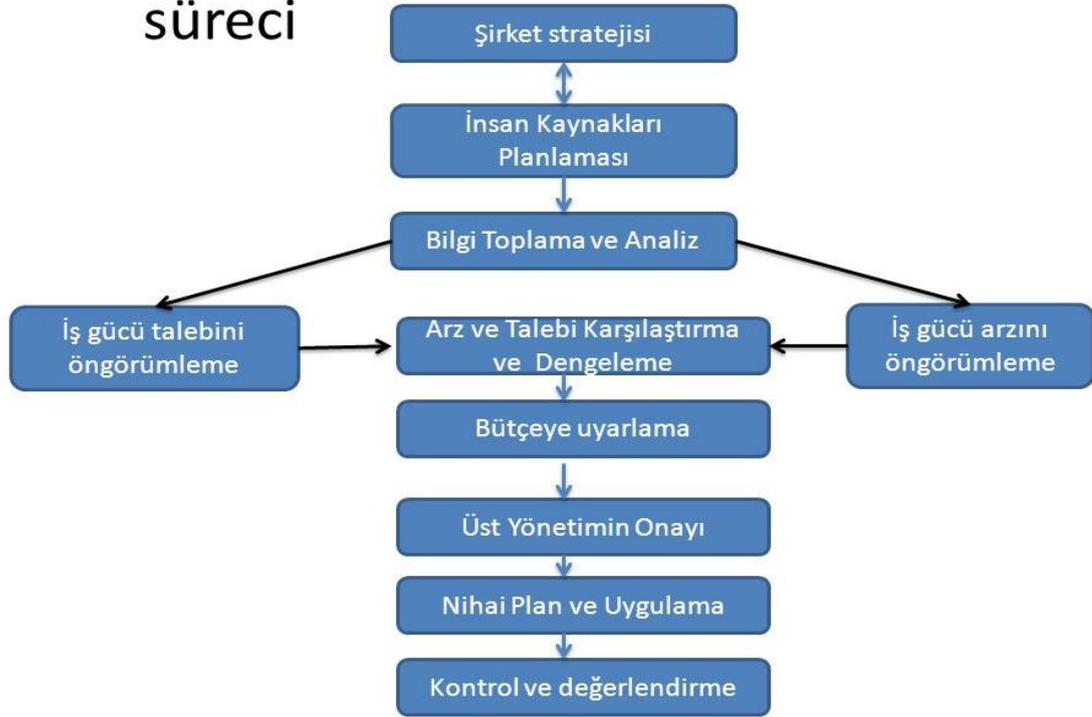 süreci
Şirket stratejisi
İnsan Kaynakları
Planlaması
Bilgi Toplama ve Analiz
İş gücü talebini
öngörümleme
Arz ve Talebi Karşılaştırma
ve Dengeleme
İş gücü arzını
öngörümleme
Bütçeye uyarlama
Üst Yönetimin Onayı
Nihai Plan ve Uygulama
Kontrol ve değerlendirme